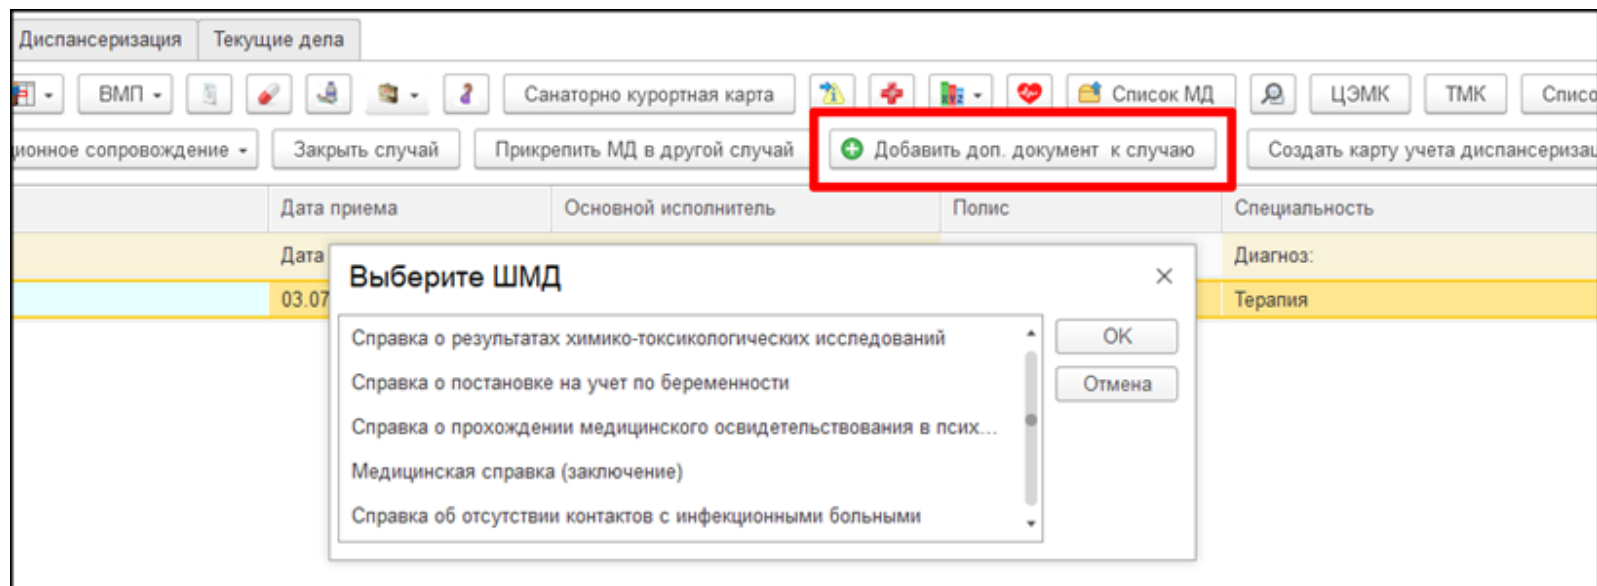 Диспансеризация Текущие дела
ВМП Санаторно курортная карта Список МД ЦЭМК ТМК
сопровождение Закрыть случай Прикрепить МД в другой случай Добавить доп. документ к случаю Создать карту учета
Дата приема Основной исполнитель Полис Специальность
Дата Диагноз:
03.07 Терапия
Выберите ШМД
Справка о результатах химико-токсикологических исследований OK
Справка о постановке на учет по беременности Отмена
Справка о прохождении медицинского освидетельствования в псих...
Медицинская справка (заключение)
Справка об отсутствии контактов с инфекционными больными